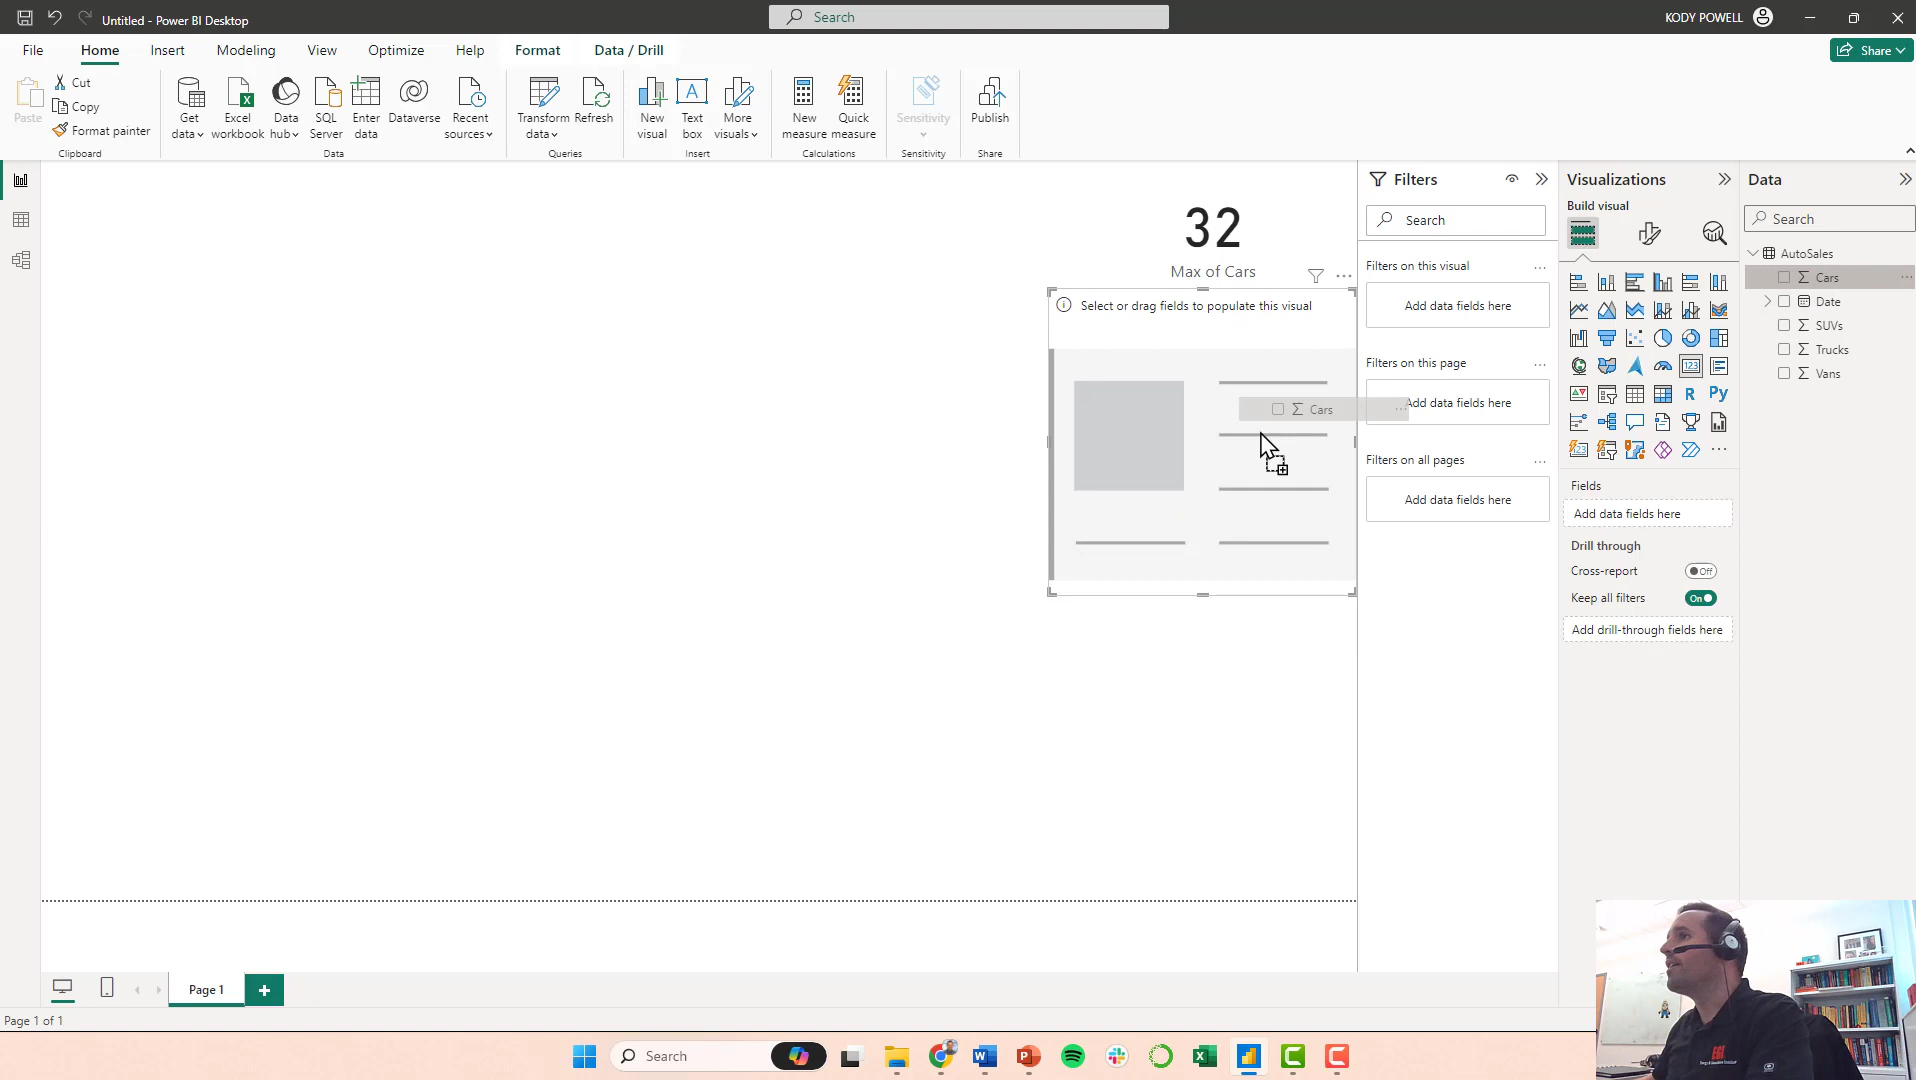 Untitled - Power BI Desktop
Search
KODY POWELL
File
Home
Insert
Modeling
View
Optimize
Help
Format
Data / Drill
Share
Paste
Cut
Copy
Format painter
Clipboard
Get data
Excel workbook
Data hub
SQL Server
Enter data
Dataverse
Recent sources
Data
Transform data
Refresh
Queries
New visual
Text box
More visuals
Insert
New measure
Quick measure
Calculations
Sensitivity
Sensitivity
Publish
Share
32
Max of Cars
Select or drag fields to populate this visual
Cars
Filters
Search
Filters on this visual
Add data fields here
Filters on this page
Add data fields here
Filters on all pages
Add data fields here
Visualizations
Build visual
123
R
Py
Fields
Add data fields here
Drill through
Cross-report
Off
Keep all filters
On
Add drill-through fields here
Data
Search
AutoSales
Cars
Date
SUVs
Trucks
Vans
Page 1
Page 1 of 1
Search
EGI